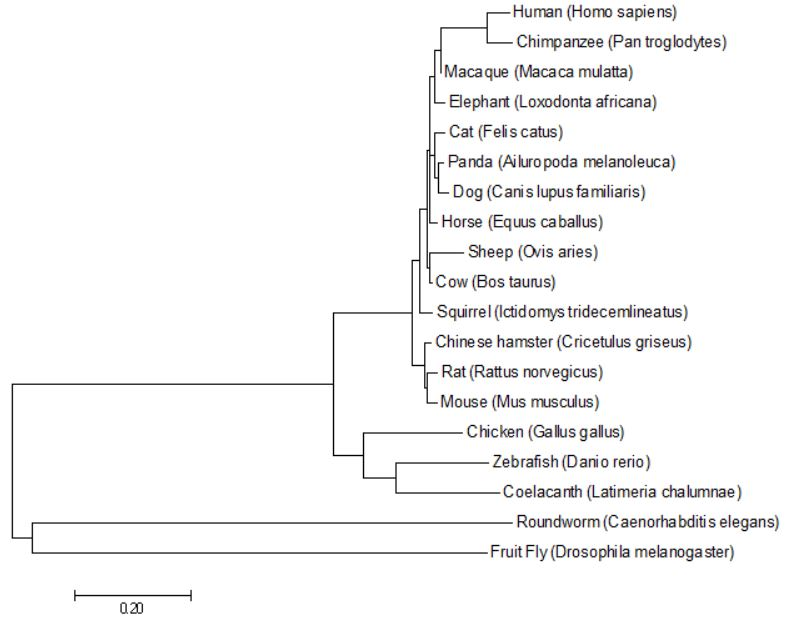 Human (Homo sapiens)
Chimpanzee (Pan troglodytes)
Macaque (Macaca mulatta)
Elephant (Loxodonta africana)
Cat (Felis catus)
Panda (Ailuropoda melanoleuca)
Dog (Canis lupus familiaris)
Horse (Equus caballus)
Sheep (Ovis aries)
Cow (Bos taurus)
Squirrel (Ictidomys tridecemlineatus)
Chinese hamster (Cricetulus griseus)
Rat (Rattus norvegicus)
Mouse (Mus musculus)
Chicken (Gallus gallus)
Zebrafish (Danio rerio)
Coelacanth (Latimeria chalumnae)
Roundworm (Caenorhabditis elegans)
Fruit Fly (Drosophila melanogaster)
0.20